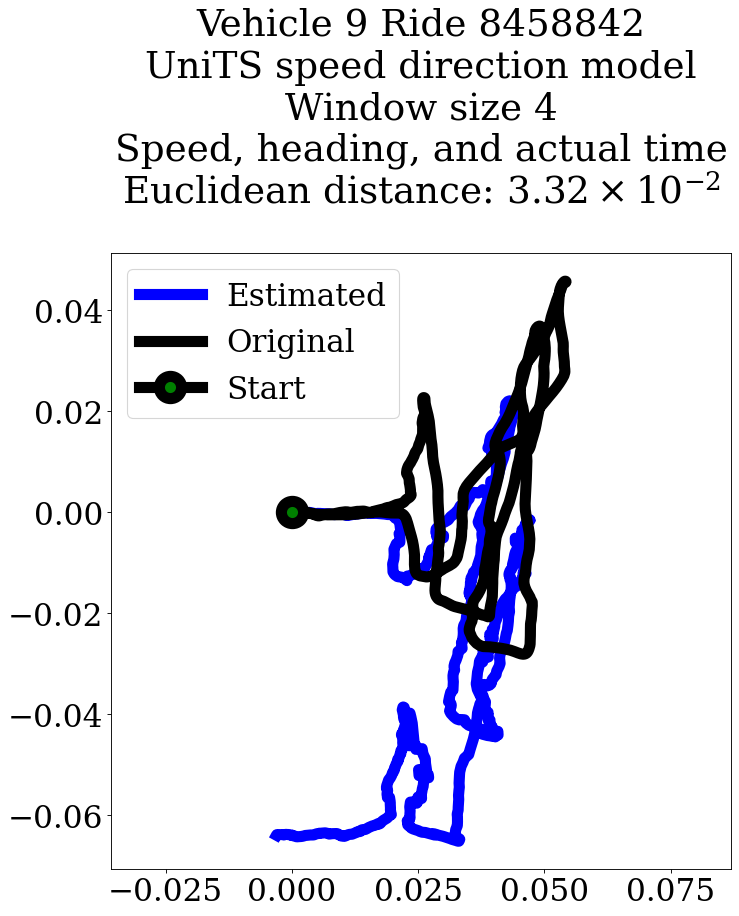 Vehicle 9 Ride 8458842
UniTS speed direction model
Window size 4
Speed, heading, and actual time
Euclidean distance: 3.32 × 10⁻²
Estimated
Original
Start
0.04
0.02
0.00
−0.02
−0.04
−0.06
−0.025 0.000 0.025 0.050 0.075